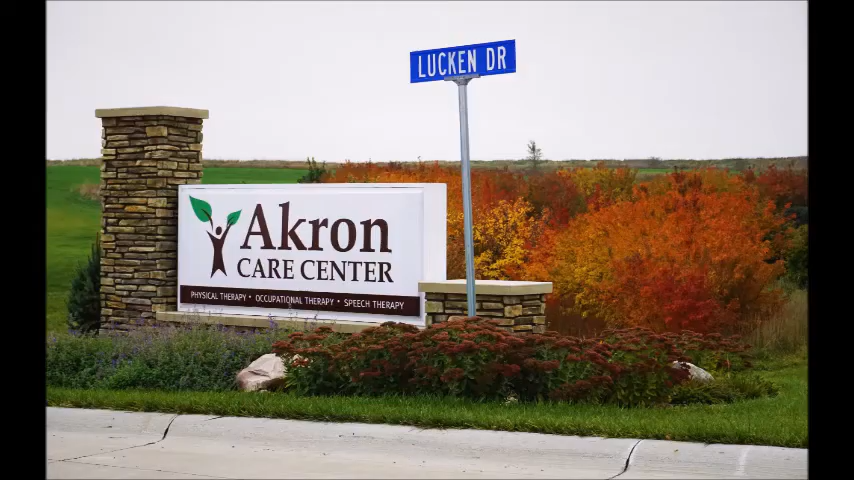 LUCKEN DR
Akron
CARE CENTER
PHYSICAL THERAPY • OCCUPATIONAL THERAPY • SPEECH THERAPY